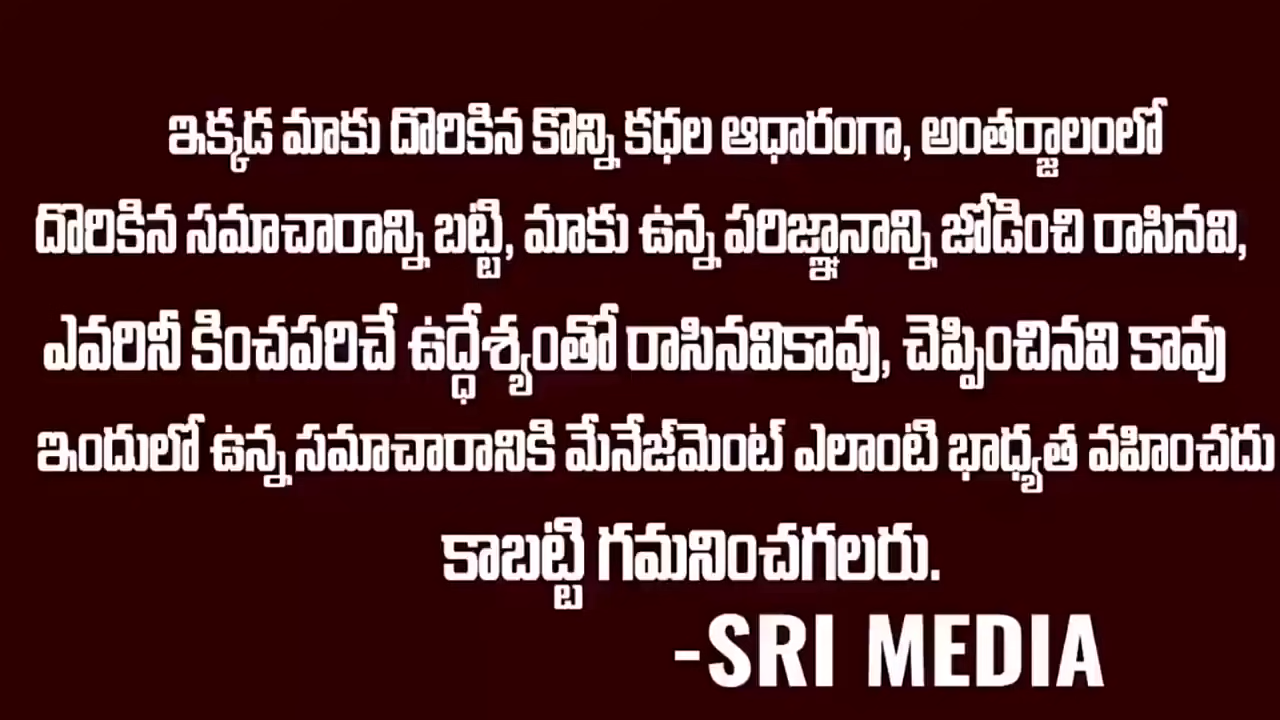 ఇక్కడ మాకు దొరికిన కొన్ని కధల ఆధారంగా, అంతర్జాలంలో
దొరికిన సమాచారాన్ని బట్టి, మాకు ఉన్న పరిజ్ఞానాన్ని జోడించి రాసినవి,
ఎవరినీ కించపరిచే ఉద్ధేశ్యంతో రాసినవికావు, చెప్పించినవి కావు
ఇందులో ఉన్న సమాచారానికి మేనేజ్‌మెంట్ ఎలాంటి భాధ్యత వహించదు
కాబట్టి గమనించగలరు.
-SRI MEDIA